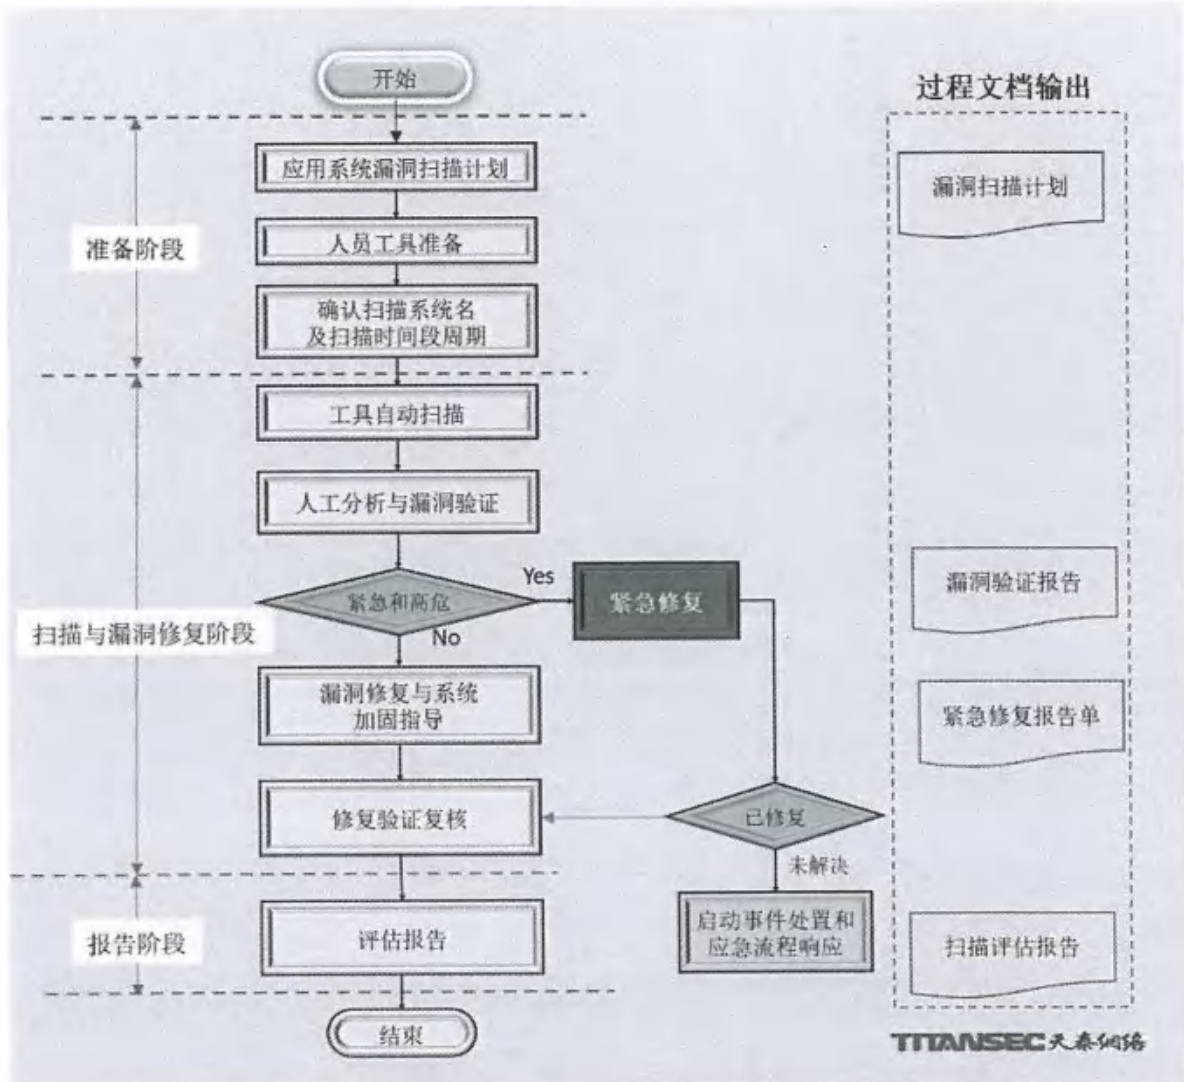 开始
过程文档输出
应用系统漏洞扫描计划
漏洞扫描计划
准备阶段
人员工具准备
确认扫描系统名
及扫描时间段周期
工具自动扫描
人工分析与漏洞验证
紧急和高危
Yes
紧急修复
漏洞验证报告
扫描与漏洞修复阶段
No
漏洞修复与系统
加固指导
紧急修复报告单
修复验证复核
已修复
未解决
报告阶段
评估报告
启动事件处置和
应急流程响应
扫描评估报告
结束
TITANSEC天泰网络